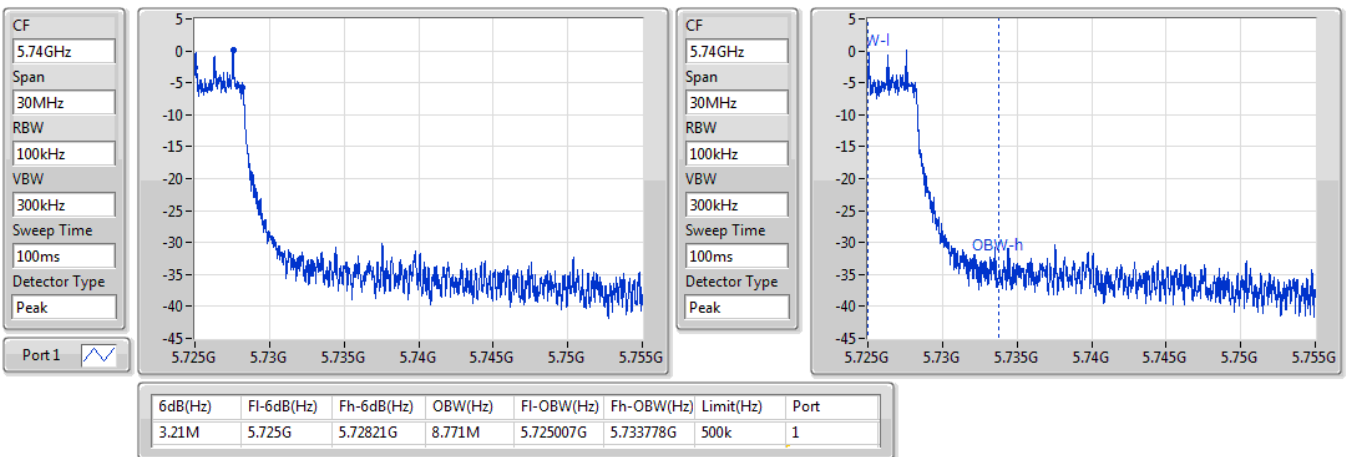 CF
5.74GHz
Span
30MHz
RBW
100kHz
VBW
300kHz
Sweep Time
100ms
Detector Type
Peak
Port 1
5
0
-5
-10
-15
-20
-25
-30
-35
-40
-45
5.725G 5.73G 5.735G 5.74G 5.745G 5.75G 5.755G
CF
5.74GHz
Span
30MHz
RBW
100kHz
VBW
300kHz
Sweep Time
100ms
Detector Type
Peak
5
0
-5
-10
-15
-20
-25
-30
-35
-40
-45
W-l
OBW-h
5.725G 5.73G 5.735G 5.74G 5.745G 5.75G 5.755G
6dB(Hz) Fl-6dB(Hz) Fh-6dB(Hz) OBW(Hz) Fl-OBW(Hz) Fh-OBW(Hz) Limit(Hz) Port
3.21M 5.725G 5.72821G 8.771M 5.725007G 5.733778G 500k 1